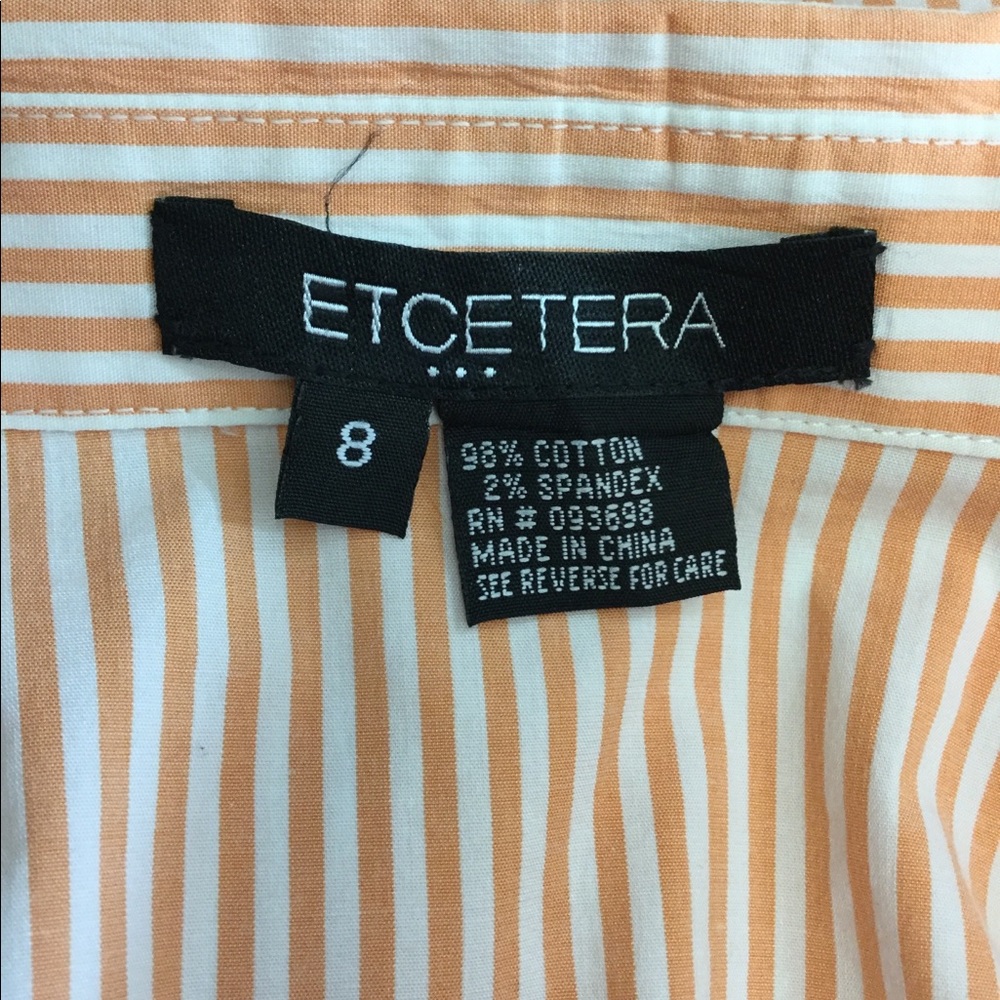 ETCETERA
...
8
98% COTTON
2% SPANDEX
RN # 093698
MADE IN CHINA
SEE REVERSE FOR CARE